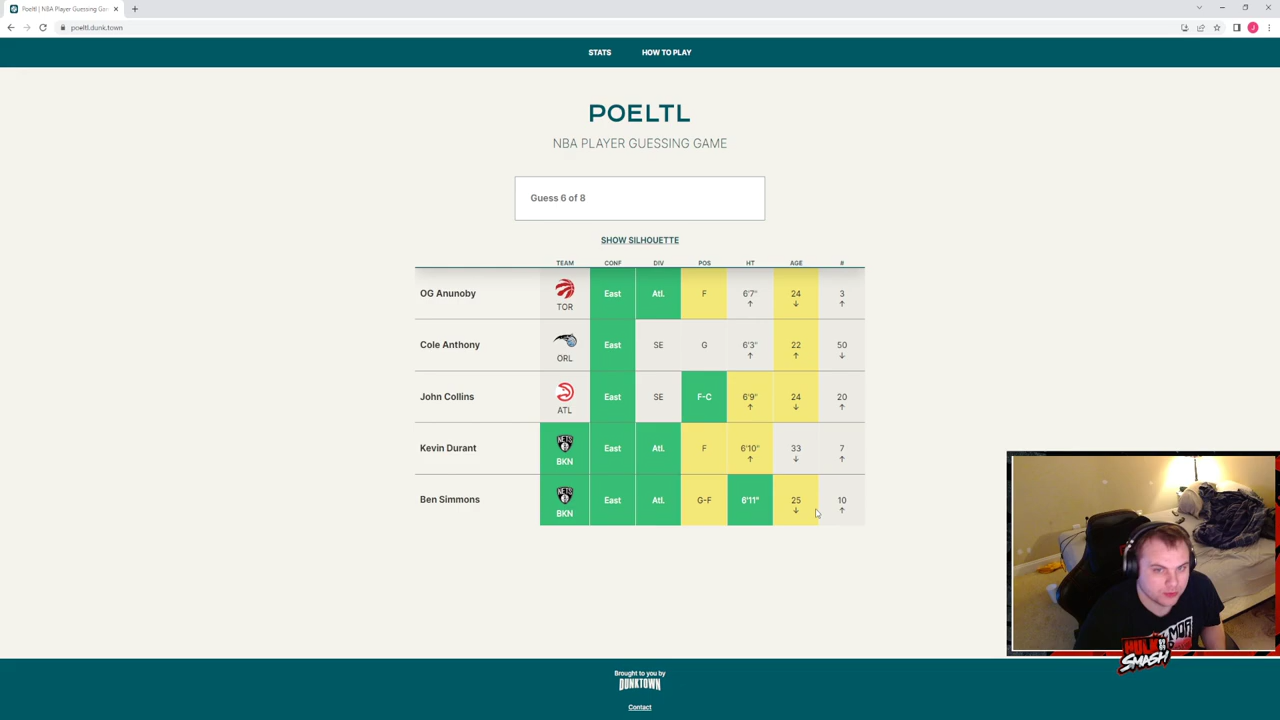 Poeltl | NBA Player Guessing Gam
poeltl.dunk.town
STATS HOW TO PLAY
POELTL
NBA PLAYER GUESSING GAME
Guess 6 of 8
SHOW SILHOUETTE
TEAM CONF DIV POS HT AGE #
OG Anunoby TOR East Atl. F 6'7" ↑ 24 ↓ 3 ↑
Cole Anthony ORL East SE G 6'3" ↑ 22 ↑ 50 ↓
John Collins ATL East SE F-C 6'9" ↑ 24 ↓ 20 ↑
Kevin Durant NETS BKN East Atl. F 6'10" ↑ 33 ↓ 7 ↑
Ben Simmons NETS BKN East Atl. G-F 6'11" 25 ↓ 10 ↑
HULK
SMASH
Brought to you by
DUNKTOWN
Contact